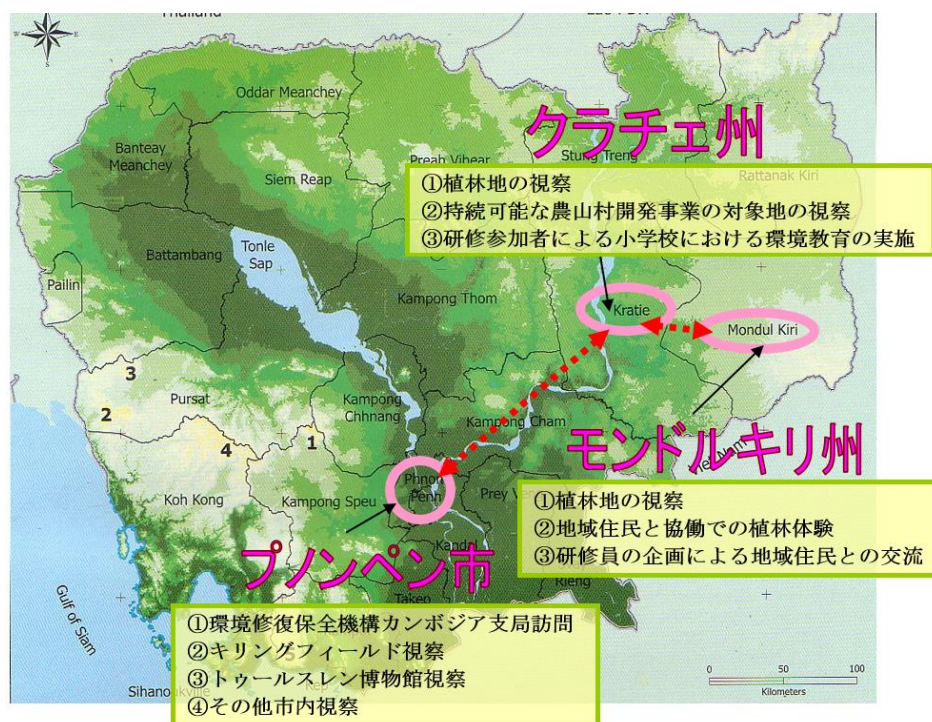 Thailand
N
W
E
S
Oddar Meanchey
Banteay
Meanchey
Siem Reap
Preah Vihear
Stung Treng
Rattanak Kiri
クラチェ州
①植林地の視察
②持続可能な農山村開発事業の対象地の視察
③研修参加者による小学校における環境教育の実施
Battambang
Tonle
Sap
Pailin
Kampong Thom
Kratie
Mondul Kiri
Pursat
3
2
4
1
Kampong
Chhnang
Kampong Cham
モンドルキリ州
①植林地の視察
②地域住民と協働での植林体験
③研修員の企画による地域住民との交流
Koh Kong
Kampong Speu
Phnom
Penh
Prey Veng
Kandal
Rieng
プノンペン市
①環境修復保全機構カンボジア支局訪問
②キリングフィールド視察
③トゥールスレン博物館視察
④その他市内視察
Takeo
Gulf of Siam
Sihanoukville
0 50 100
Kilometers